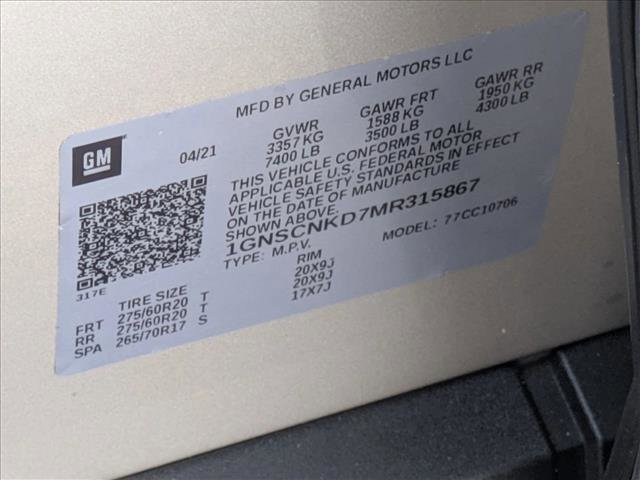 MFD BY GENERAL MOTORS LLC
GM
04/21
GVWR GAWR FRT GAWR RR
3357 KG 1588 KG 1950 KG
7400 LB 3500 LB 4300 LB
THIS VEHICLE CONFORMS TO ALL
APPLICABLE U.S. FEDERAL MOTOR
VEHICLE SAFETY STANDARDS IN EFFECT
ON THE DATE OF MANUFACTURE
SHOWN ABOVE.
1GNSCNKD7MR315867
TYPE: M.P.V. MODEL: 77CC10706
317E
TIRE SIZE RIM
FRT 275/60R20 T 20X9J
RR 275/60R20 T 20X9J
SPA 265/70R17 S 17X7J